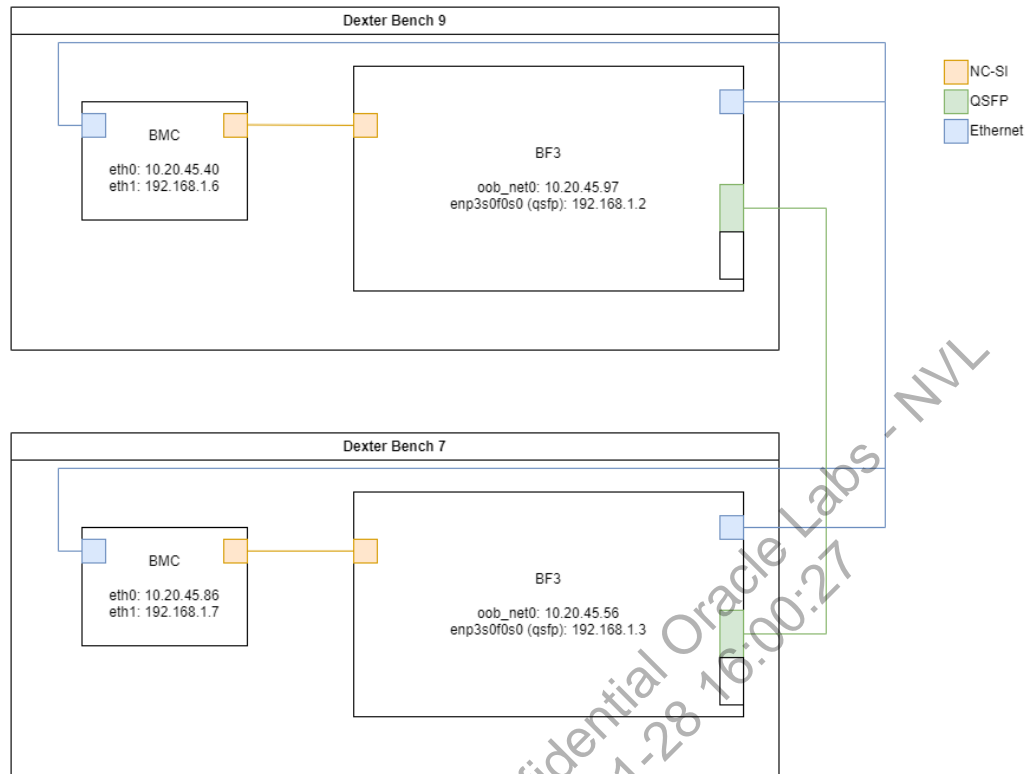 Dexter Bench 9
NC-SI
QSFP
Ethernet
BMC
eth0: 10.20.45.40
eth1: 192.168.1.6
BF3
oob_net0: 10.20.45.97
enp3s0f0s0 (qsfp): 192.168.1.2
Dexter Bench 7
BMC
eth0: 10.20.45.86
eth1: 192.168.1.7
BF3
oob_net0: 10.20.45.56
enp3s0f0s0 (qsfp): 192.168.1.3
Oracle Labs - NVL
16:00:27